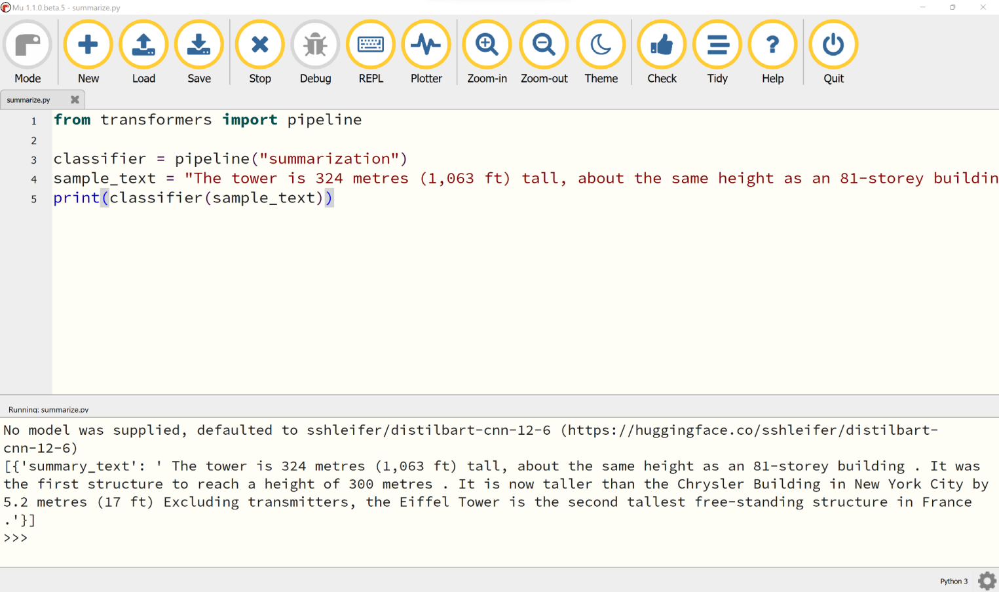 Mu 1.1.0.beta.5 - summarize.py
Mode New Load Save Stop Debug REPL Plotter Zoom-in Zoom-out Theme Check Tidy Help Quit
summarize.py
1 from transformers import pipeline
2
3 classifier = pipeline("summarization")
4 sample_text = "The tower is 324 metres (1,063 ft) tall, about the same height as an 81-storey buildin
5 print(classifier(sample_text))
Running: summarize.py
No model was supplied, defaulted to sshleifer/distilbart-cnn-12-6 (https://huggingface.co/sshleifer/distilbart-
cnn-12-6)
[{'summary_text': ' The tower is 324 metres (1,063 ft) tall, about the same height as an 81-storey building . It was
the first structure to reach a height of 300 metres . It is now taller than the Chrysler Building in New York City by
5.2 metres (17 ft) Excluding transmitters, the Eiffel Tower is the second tallest free-standing structure in France
.'}]
>>>
Python 3